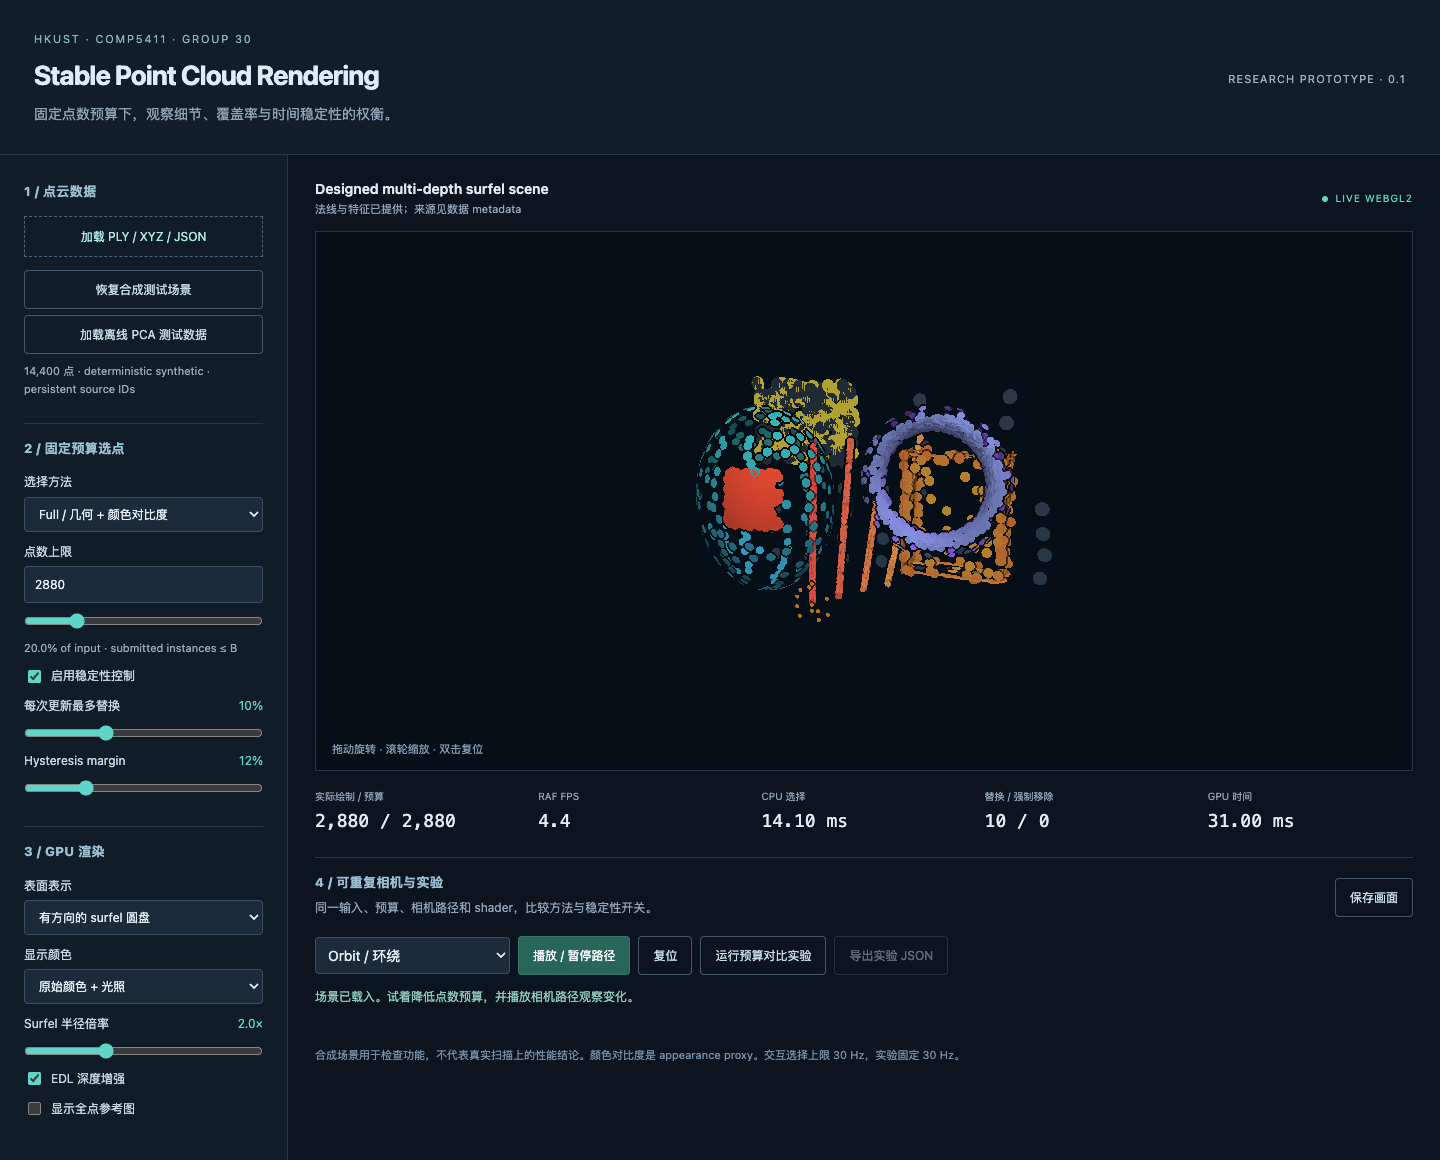 HKUST · COMP5411 · GROUP 30
Stable Point Cloud Rendering
固定点数预算下，观察细节、覆盖率与时间稳定性的权衡。
RESEARCH PROTOTYPE · 0.1
1 / 点云数据
加载 PLY / XYZ / JSON
恢复合成测试场景
加载离线 PCA 测试数据
14,400 点 · deterministic synthetic ·
persistent source IDs
2 / 固定预算选点
选择方法
Full / 几何 + 颜色对比度
点数上限
2880
20.0% of input · submitted instances ≤ B
启用稳定性控制
每次更新最多替换 10%
Hysteresis margin 12%
3 / GPU 渲染
表面表示
有方向的 surfel 圆盘
显示颜色
原始颜色 + 光照
Surfel 半径倍率 2.0×
EDL 深度增强
显示全点参考图
Designed multi-depth surfel scene
法线与特征已提供；来源见数据 metadata
LIVE WEBGL2
拖动旋转 · 滚轮缩放 · 双击复位
实际绘制 / 预算
2,880 / 2,880
RAF FPS
4.4
CPU 选择
14.10 ms
替换 / 强制移除
10 / 0
GPU 时间
31.00 ms
4 / 可重复相机与实验
同一输入、预算、相机路径和 shader，比较方法与稳定性开关。
保存画面
Orbit / 环绕
播放 / 暂停路径
复位
运行预算对比实验
导出实验 JSON
场景已载入。试着降低点数预算，并播放相机路径观察变化。
合成场景用于检查功能，不代表真实扫描上的性能结论。颜色对比度是 appearance proxy。交互选择上限 30 Hz，实验固定 30 Hz。